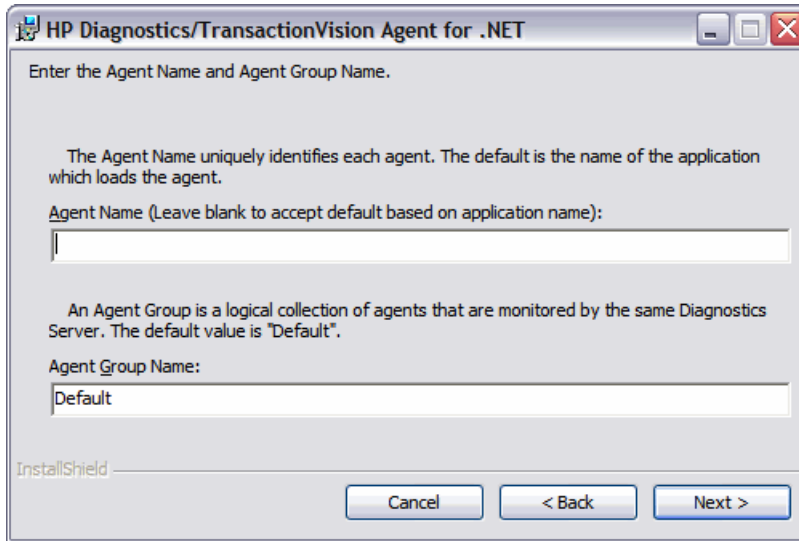 HP Diagnostics/TransactionVision Agent for .NET
Enter the Agent Name and Agent Group Name.
The Agent Name uniquely identifies each agent. The default is the name of the application
which loads the agent.
Agent Name (Leave blank to accept default based on application name):
An Agent Group is a logical collection of agents that are monitored by the same Diagnostics
Server. The default value is "Default".
Agent Group Name:
Default
InstallShield
Cancel
< Back
Next >